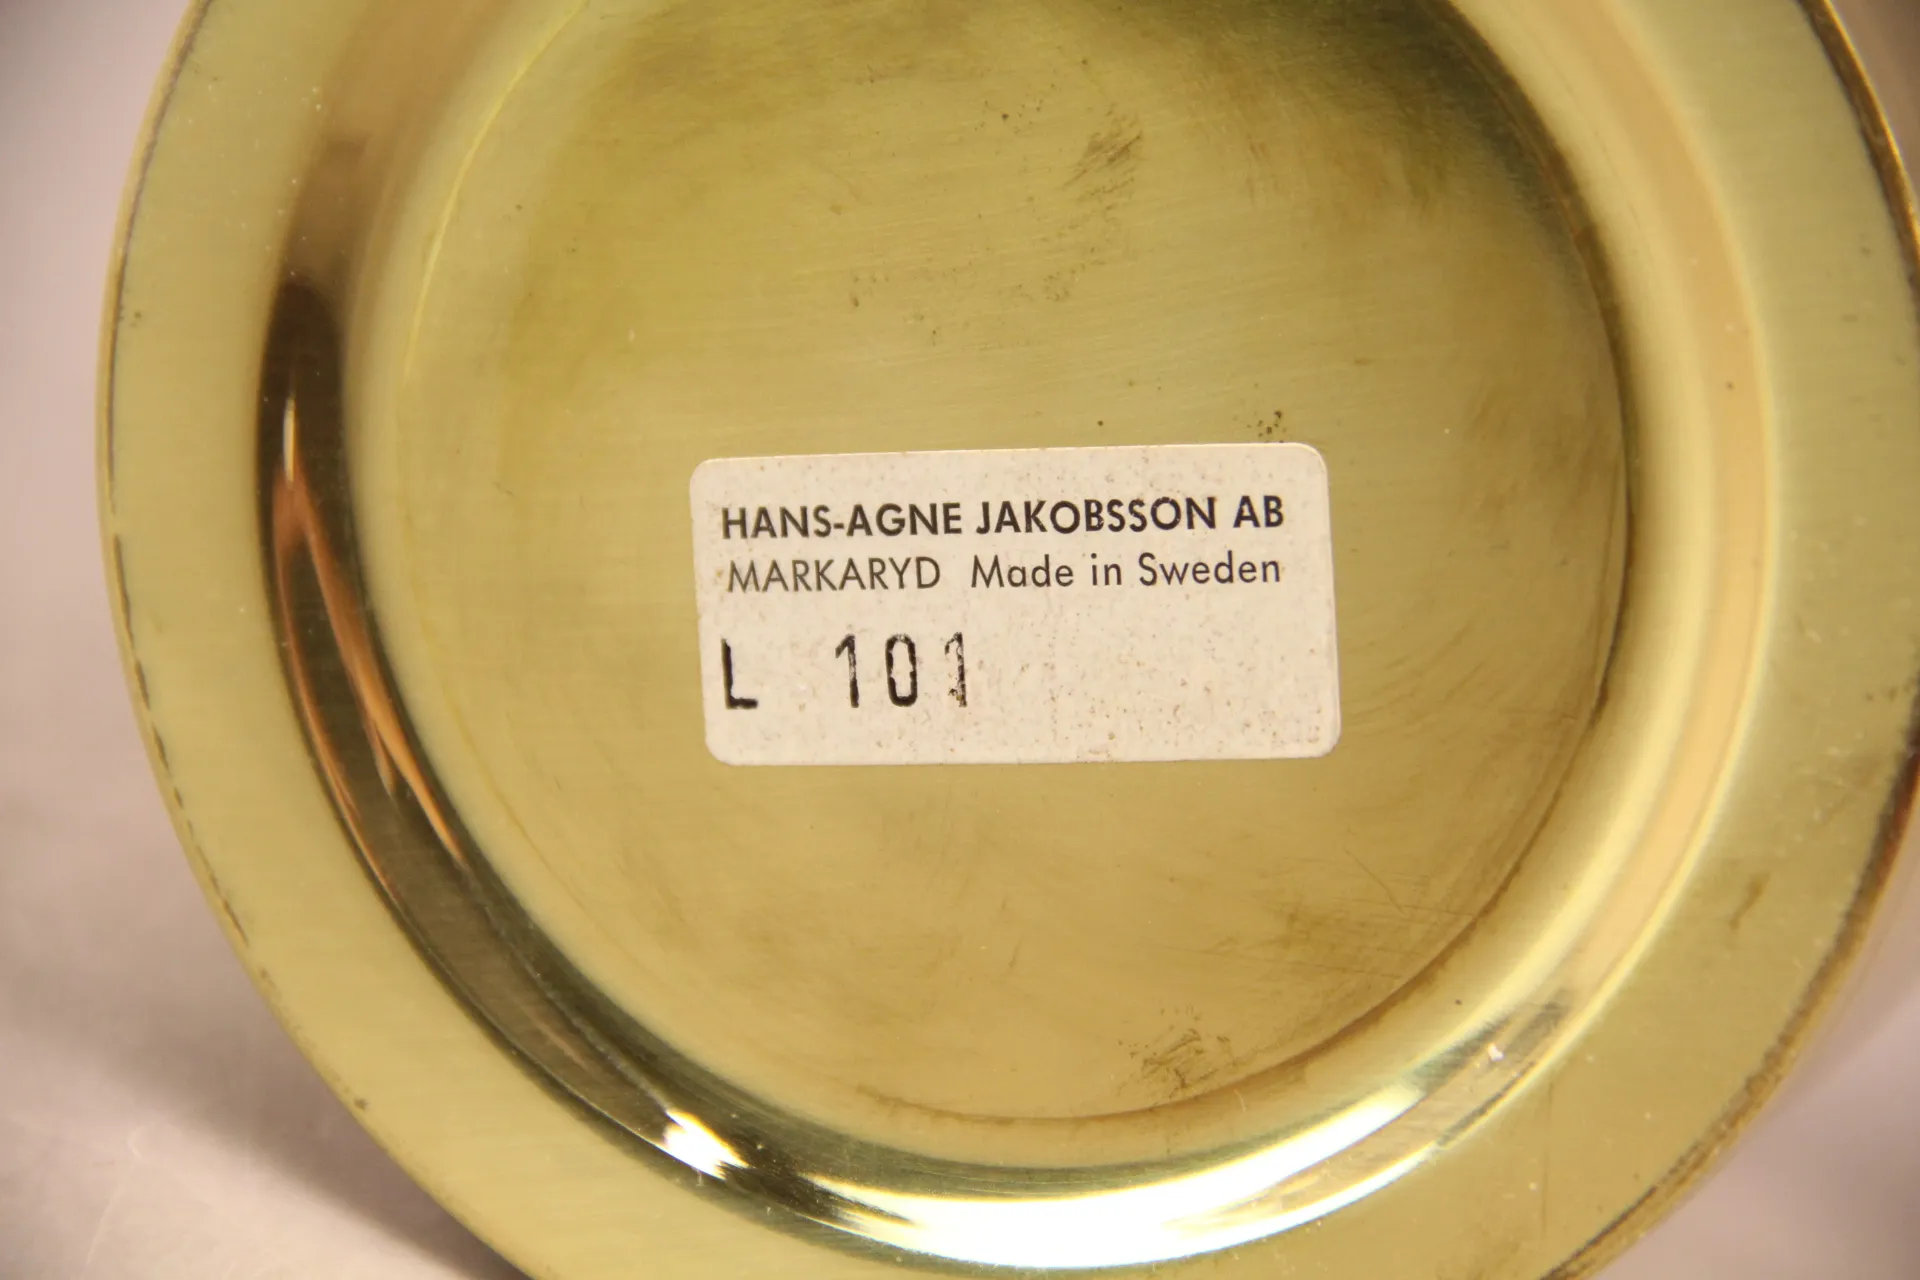 HANS-AGNE JAKOBSSON AB
MARKARYD Made in Sweden
L 101